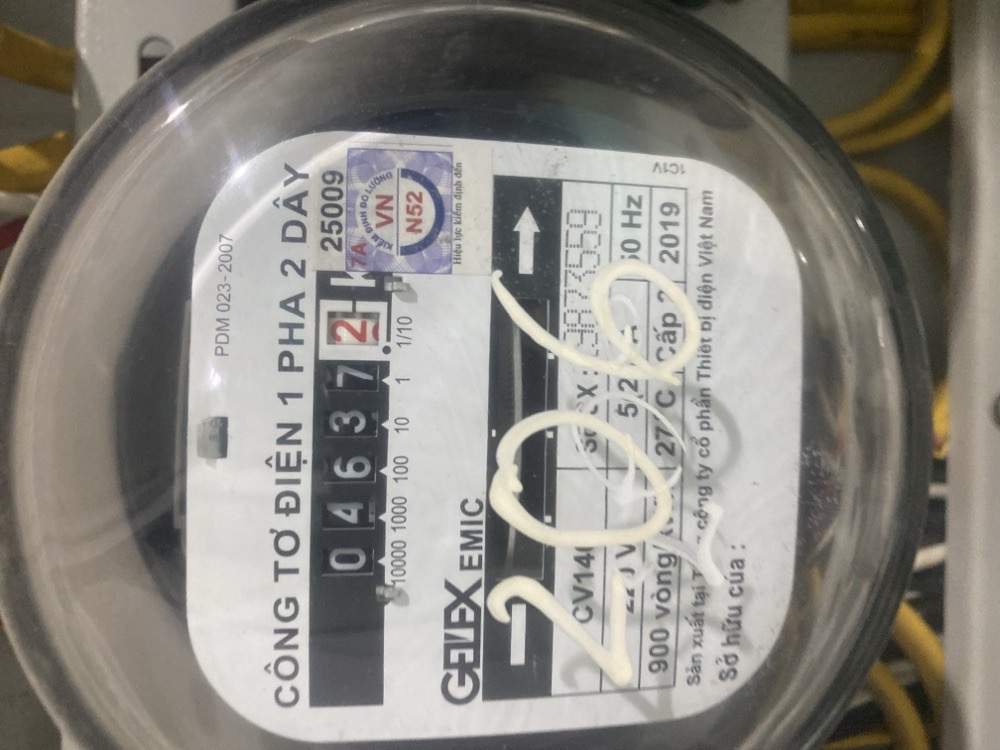 PDM 023-2007
CÔNG TƠ ĐIỆN 1 PHA 2 DÂY
25009
0 4 6 3 7 2
10000 1000 100 10 1 1/10
7A
KIỂM ĐỊNH ĐO LƯỜNG
VN
N52
Hiệu lực kiểm định đến
GELEX EMIC
206
CV140
50 Hz
900 vòng
27
C
Cấp 2
2019
Sản xuất tại
công ty cổ phần Thiết bị điện Việt Nam
Sở hữu của :
1C1V